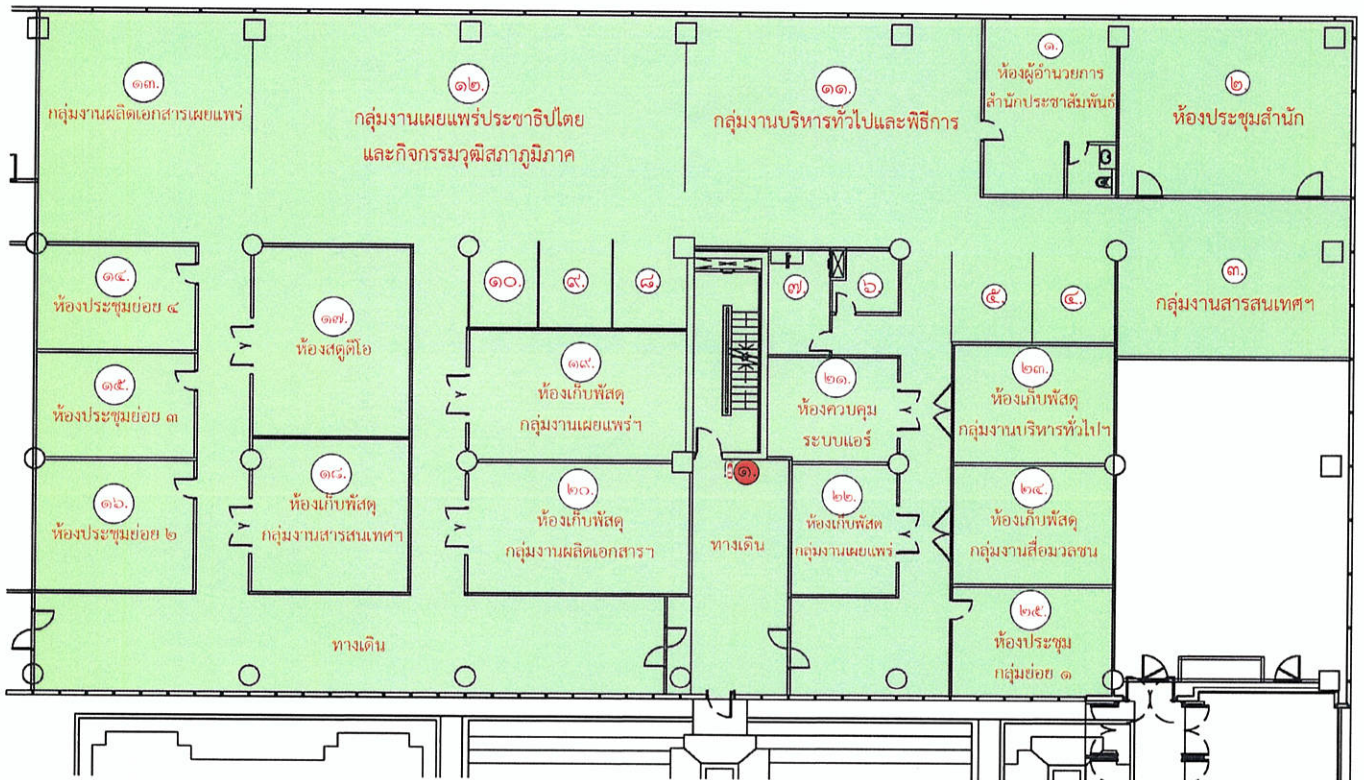 ๑๓.
กลุ่มงานผลิตเอกสารเผยแพร่
๑๒.
กลุ่มงานเผยแพร่ประชาธิปไตย
และกิจกรรมวุฒิสภาภูมิภาค
๑๑.
กลุ่มงานบริหารทั่วไปและพิธีการ
๑.
ห้องผู้อำนวยการ
สำนักประชาสัมพันธ์
๒.
ห้องประชุมสำนัก
๑๔.
ห้องประชุมย่อย ๔
๑๗.
ห้องสตูดิโอ
๑๐.
๙.
๘.
๗.
๖.
๕.
๔.
๓.
กลุ่มงานสารสนเทศฯ
๑๕.
ห้องประชุมย่อย ๓
๑๙.
ห้องเก็บพัสดุ
กลุ่มงานเผยแพร่ฯ
๒๑.
ห้องควบคุม
ระบบแอร์
๒๓.
ห้องเก็บพัสดุ
กลุ่มงานบริหารทั่วไปฯ
๑๖.
ห้องประชุมย่อย ๒
๑๘.
ห้องเก็บพัสดุ
กลุ่มงานสารสนเทศฯ
๒๐.
ห้องเก็บพัสดุ
กลุ่มงานผลิตเอกสารฯ
๑.
ทางเดิน
๒๒.
ห้องเก็บพัสด
กลุ่มงานเผยแพร่
๒๔.
ห้องเก็บพัสดุ
กลุ่มงานสื่อมวลชน
๒๕.
ห้องประชุม
กลุ่มย่อย ๑
ทางเดิน